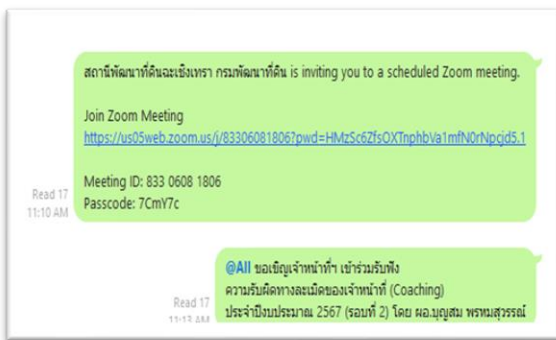 สถานีพัฒนาที่ดินฉะเชิงเทรา กรมพัฒนาที่ดิน is inviting you to a scheduled Zoom meeting.
Join Zoom Meeting
https://us05web.zoom.us/j/83306081806?pwd=HMzSc6ZfsOXTnphbVa1mfN0rNpcjd5.1
Meeting ID: 833 0608 1806
Passcode: 7CmY7c
Read 17
11:10 AM
@All ขอเชิญเจ้าหน้าที่ฯ เข้าร่วมรับฟัง
ความรับผิดทางละเมิดของเจ้าหน้าที่ (Coaching)
ประจำปีงบประมาณ 2567 (รอบที่ 2) โดย ผอ.บุญสม พรหมสุวรรณ์
Read 17
11:13 AM